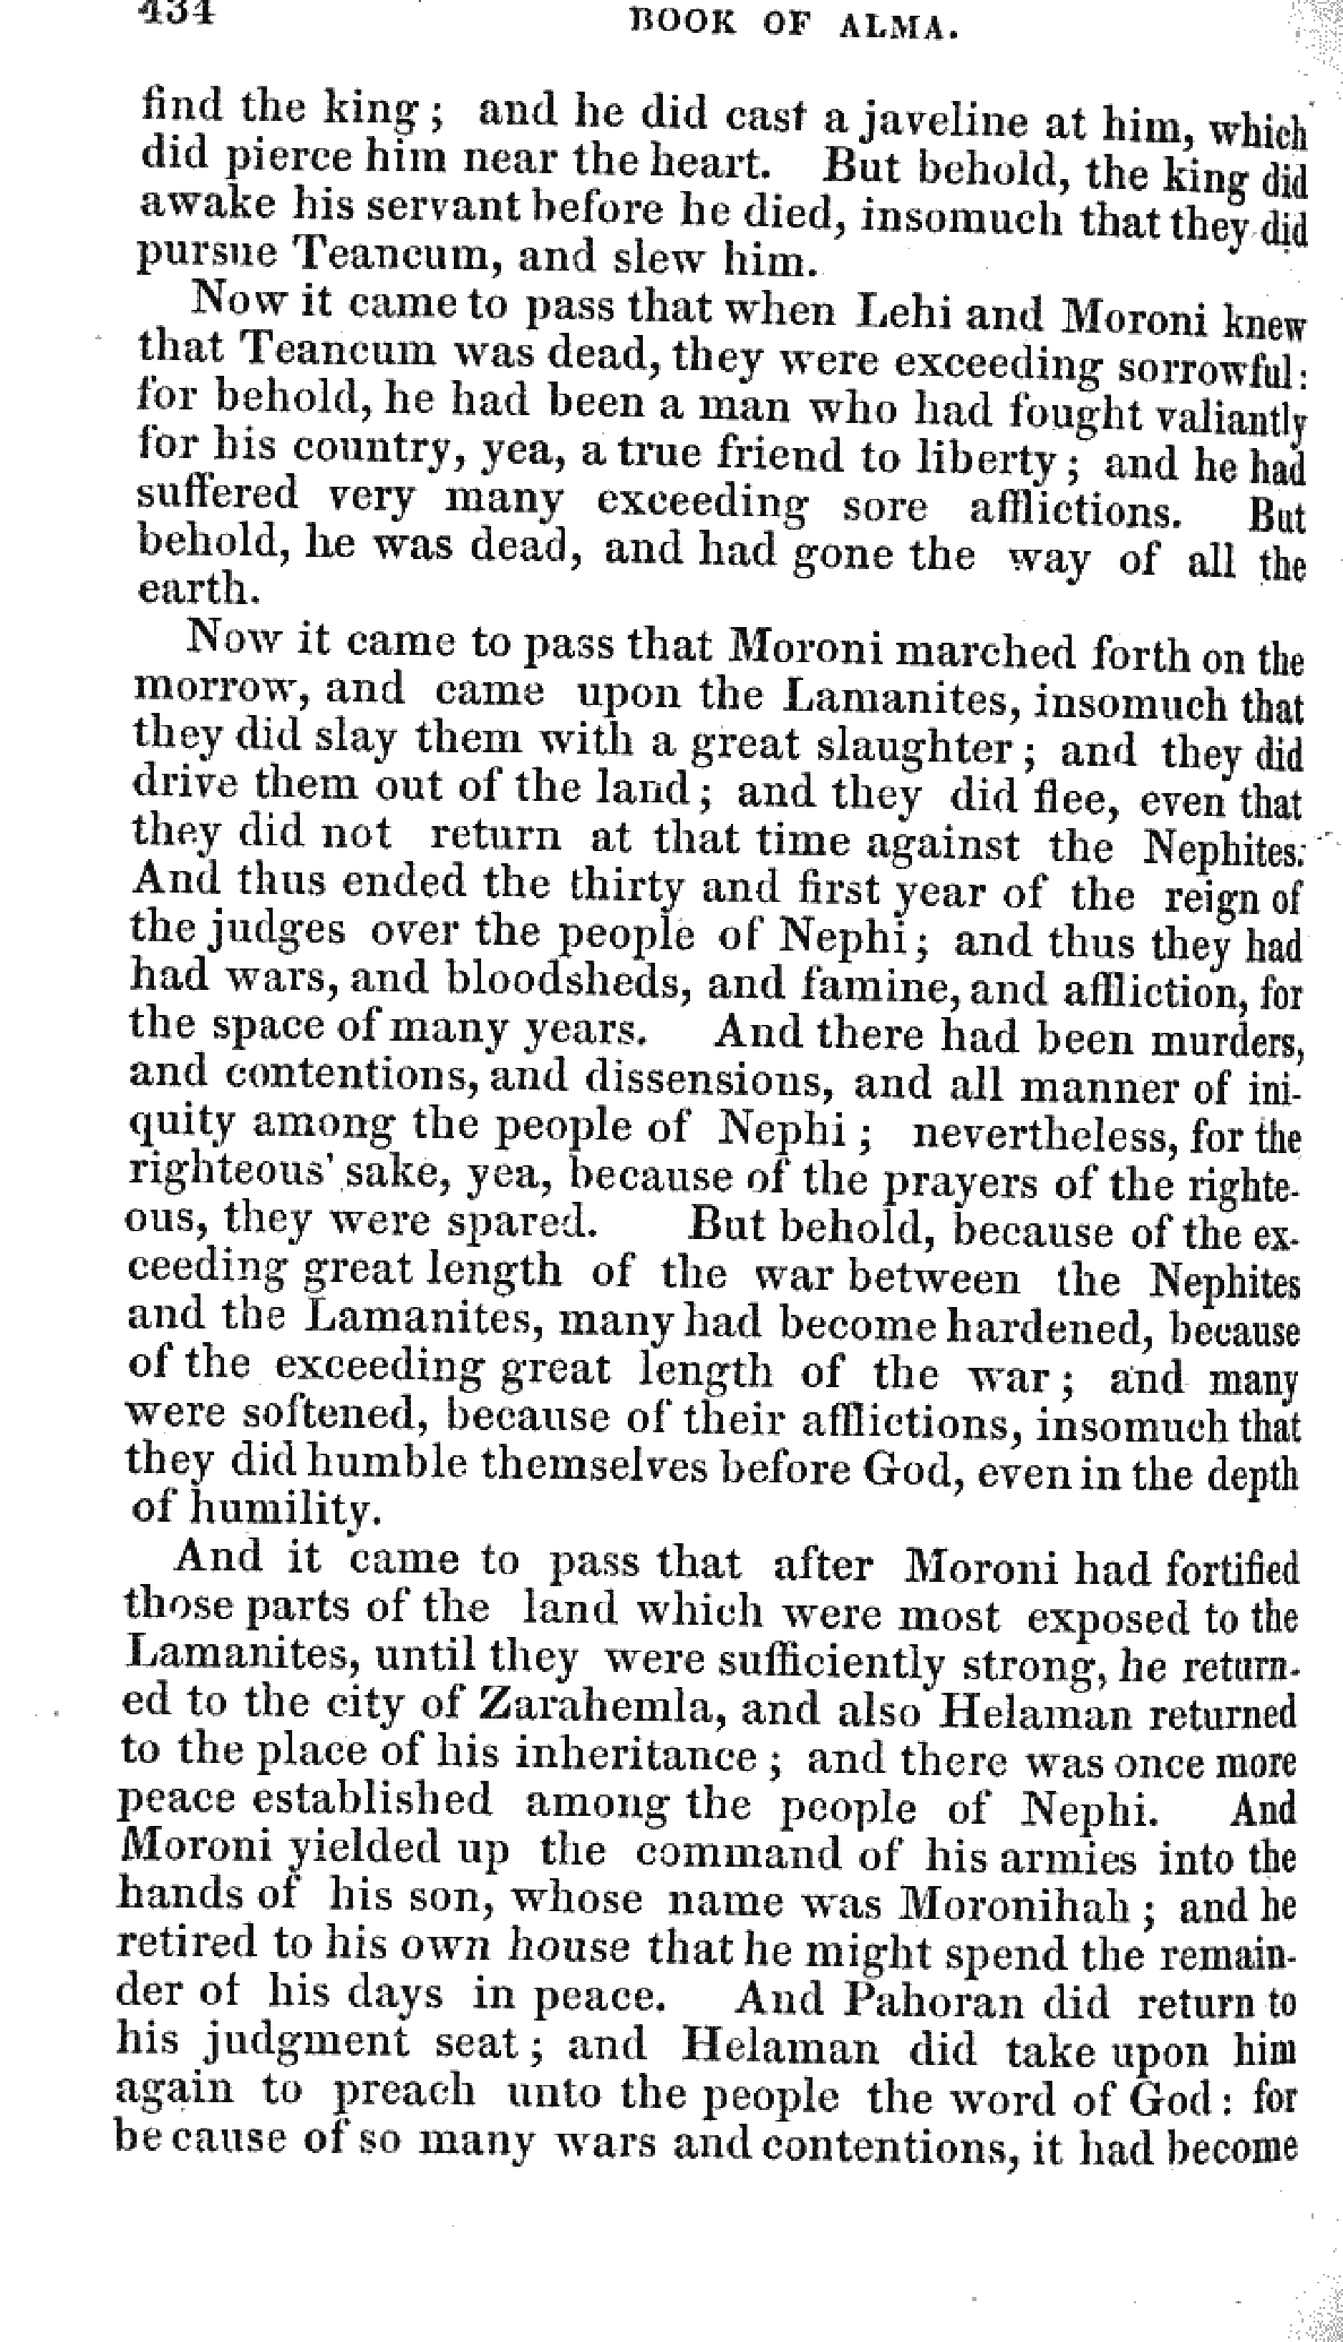 434 BOOK OF ALMA.
find the king; and he did cast a javeline at him, which
did pierce him near the heart. But behold, the king did
awake his servant before he died, insomuch that they did
pursue Teancum, and slew him.
Now it came to pass that when Lehi and Moroni knew
that Teancum was dead, they were exceeding sorrowful:
for behold, he had been a man who had fought valiantly
for his country, yea, a true friend to liberty; and he had
suffered very many exceeding sore afflictions. But
behold, he was dead, and had gone the way of all the
earth.
Now it came to pass that Moroni marched forth on the
morrow, and came upon the Lamanites, insomuch that
they did slay them with a great slaughter; and they did
drive them out of the land; and they did flee, even that
they did not return at that time against the Nephites.
And thus ended the thirty and first year of the reign of
the judges over the people of Nephi; and thus they had
had wars, and bloodsheds, and famine, and affliction, for
the space of many years. And there had been murders,
and contentions, and dissensions, and all manner of ini-
quity among the people of Nephi; nevertheless, for the
righteous' sake, yea, because of the prayers of the righte-
ous, they were spared. But behold, because of the ex-
ceeding great length of the war between the Nephites
and the Lamanites, many had become hardened, because
of the exceeding great length of the war; and many
were softened, because of their afflictions, insomuch that
they did humble themselves before God, even in the depth
of humility.
And it came to pass that after Moroni had fortified
those parts of the land which were most exposed to the
Lamanites, until they were sufficiently strong, he return-
ed to the city of Zarahemla, and also Helaman returned
to the place of his inheritance; and there was once more
peace established among the people of Nephi. And
Moroni yielded up the command of his armies into the
hands of his son, whose name was Moronihah; and he
retired to his own house that he might spend the remain-
der of his days in peace. And Pahoran did return to
his judgment seat; and Helaman did take upon him
again to preach unto the people the word of God: for
be cause of so many wars and contentions, it had become